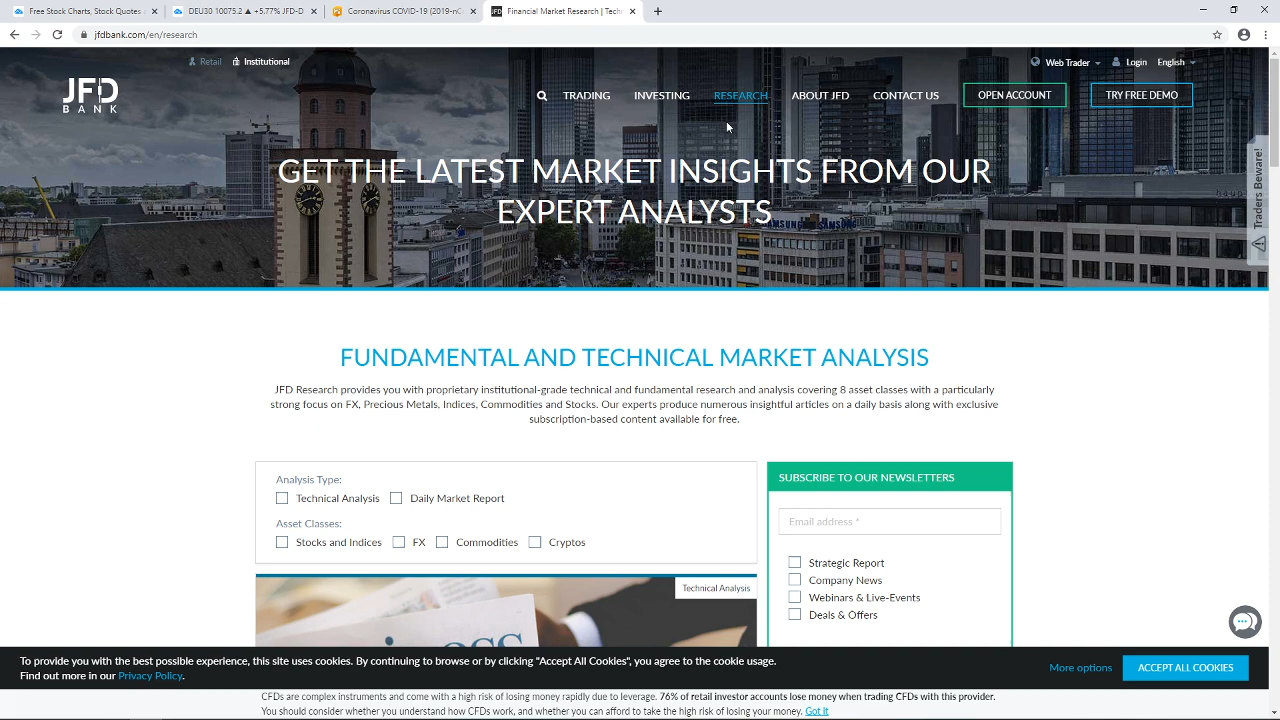 Free Stock Charts, Stock Quotes a
DEU30 10075.2 ▲ +5.77% JFD-D
Coronavirus COVID-19 (2019-nC
Financial Market Research | Tech
jfdbank.com/en/research
Retail
Institutional
Web Trader
Login
English
JFD
BANK
TRADING
INVESTING
RESEARCH
ABOUT JFD
CONTACT US
OPEN ACCOUNT
TRY FREE DEMO
GET THE LATEST MARKET INSIGHTS FROM OUR
EXPERT ANALYSTS
SAMSUNG
Traders Beware!
FUNDAMENTAL AND TECHNICAL MARKET ANALYSIS
JFD Research provides you with proprietary institutional-grade technical and fundamental research and analysis covering 8 asset classes with a particularly
strong focus on FX, Precious Metals, Indices, Commodities and Stocks. Our experts produce numerous insightful articles on a daily basis along with exclusive
subscription-based content available for free.
Analysis Type:
Technical Analysis
Daily Market Report
Asset Classes:
Stocks and Indices
FX
Commodities
Cryptos
Technical Analysis
SUBSCRIBE TO OUR NEWSLETTERS
Email address *
Strategic Report
Company News
Webinars & Live-Events
Deals & Offers
To provide you with the best possible experience, this site uses cookies. By continuing to browse or by clicking "Accept All Cookies", you agree to the cookie usage.
Find out more in our Privacy Policy.
More options
ACCEPT ALL COOKIES
CFDs are complex instruments and come with a high risk of losing money rapidly due to leverage. 76% of retail investor accounts lose money when trading CFDs with this provider.
You should consider whether you understand how CFDs work, and whether you can afford to take the high risk of losing your money. Got it